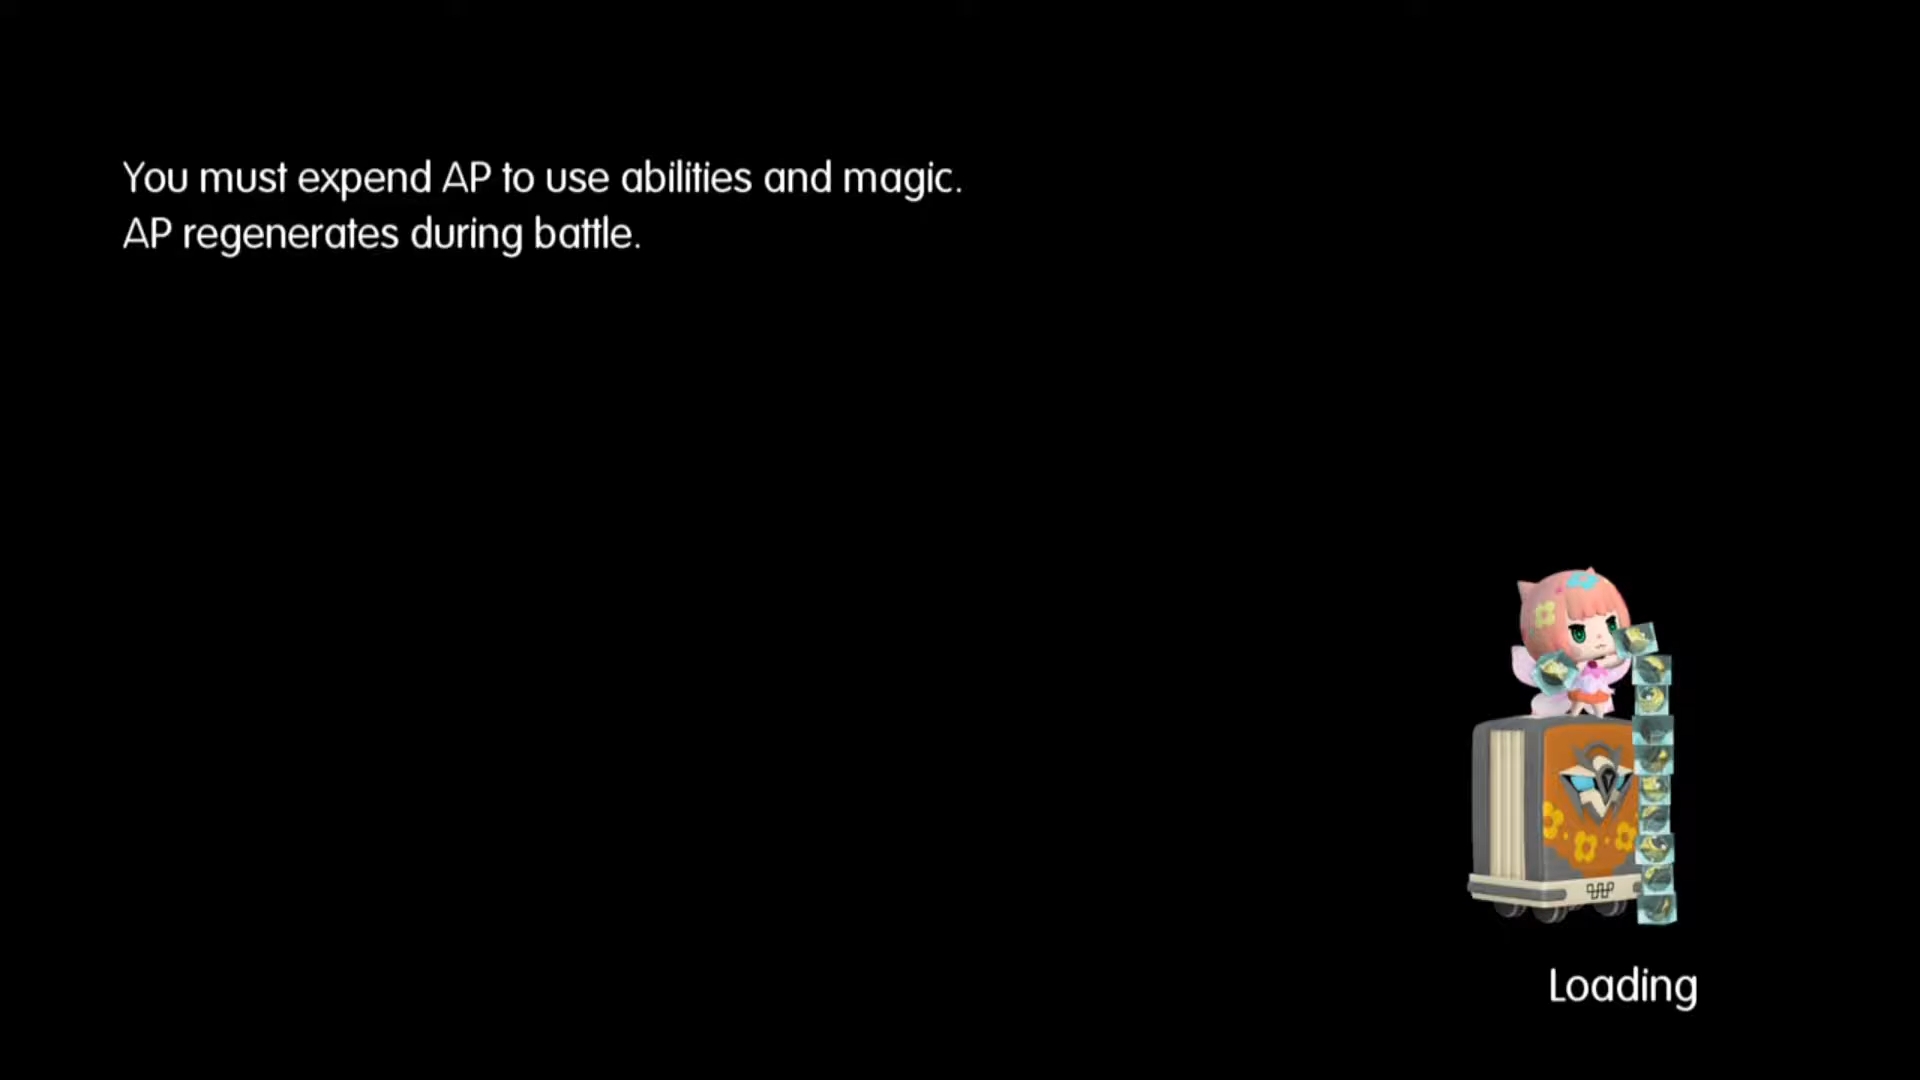 You must expend AP to use abilities and magic.
AP regenerates during battle.
Loading